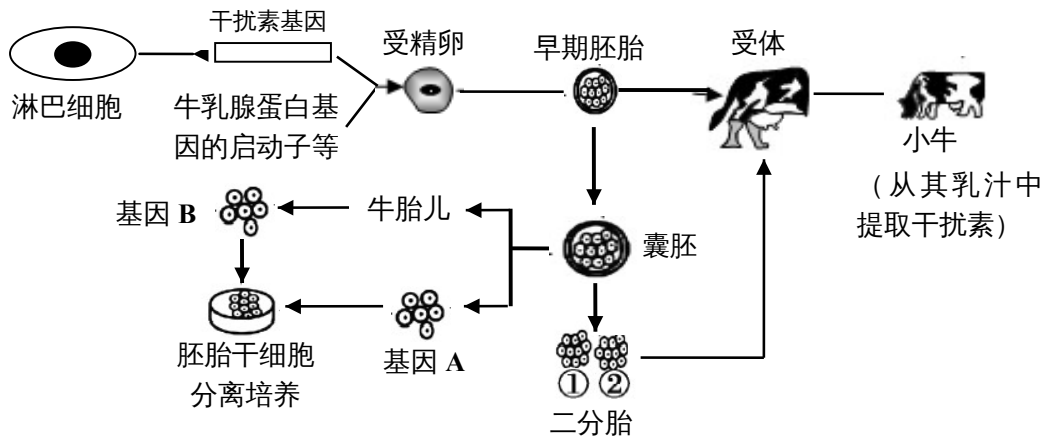 干扰素基因
受精卵
早期胚胎
受体
淋巴细胞
牛乳腺蛋白基
因的启动子等
小牛
（从其乳汁中
提取干扰素）
基因 B
牛胎儿
囊胚
胚胎干细胞
分离培养
基因 A
① ②
二分胎